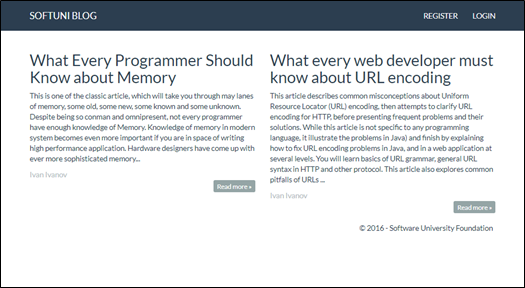 SOFTUNI BLOG
REGISTER LOGIN
What Every Programmer Should
Know about Memory
This is one of the classic article, which will take you through may lanes
of memory, some old, some new, some known and some unknown.
Despite being so conman and omnipresent, not every programmer
have enough knowledge of Memory. Knowledge of memory in modern
system becomes even more important if you are in space of writing
high performance application. Hardware designers have come up with
ever more sophisticated memory...
Ivan Ivanov
Read more »
What every web developer must
know about URL encoding
This article describes common misconceptions about Uniform
Resource Locator (URL) encoding, then attempts to clarify URL
encoding for HTTP, before presenting frequent problems and their
solutions. While this article is not specific to any programming
language, it illustrate the problems in Java) and finish by explaining
how to fix URL encoding problems in Java, and in a web application at
several levels. You will learn basics of URL grammar, general URL
syntax in HTTP and other protocol. This article also explores common
pitfalls of URLs ...
Ivan Ivanov
Read more »
© 2016 - Software University Foundation